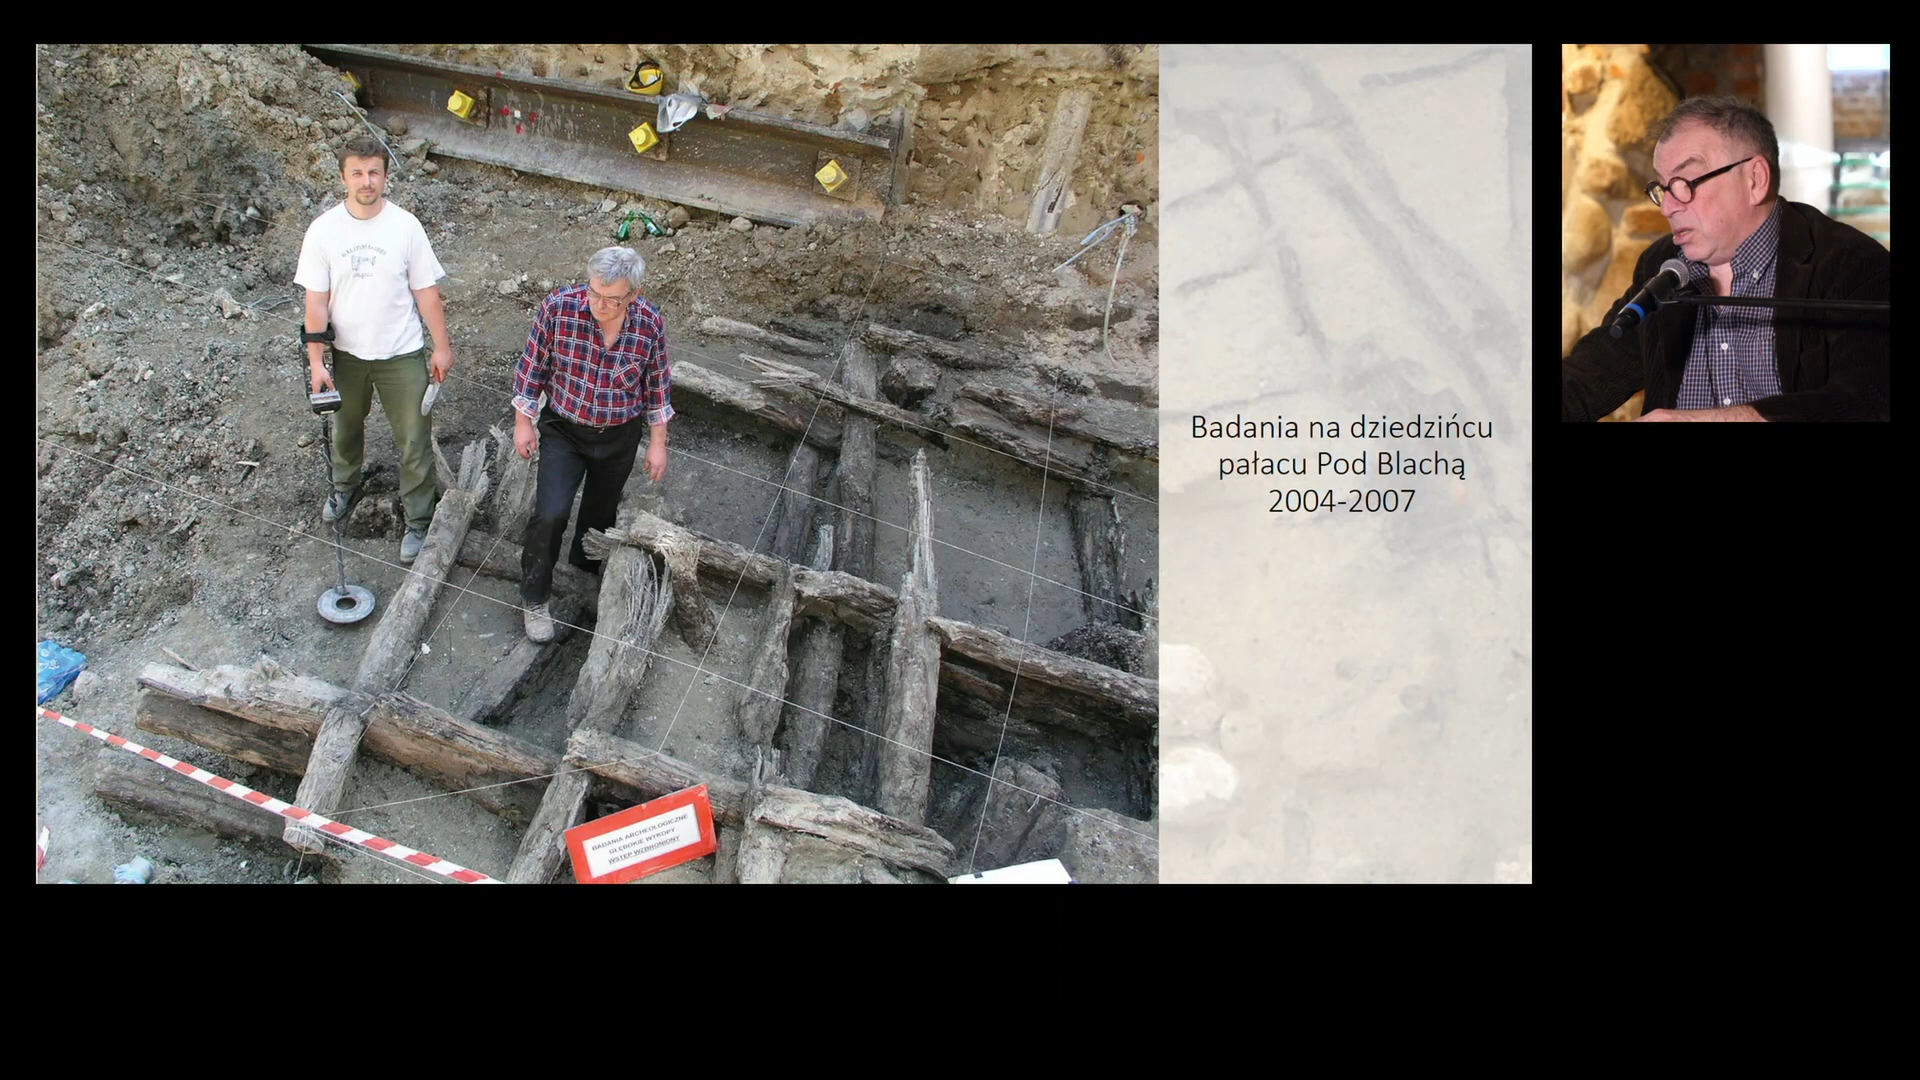 BADANIA ARCHEOLOGICZNE
GŁĘBOKIE WYKOPY
WSTĘP WZBRONIONY
Badania na dziedzińcu
pałacu Pod Blachą
2004-2007